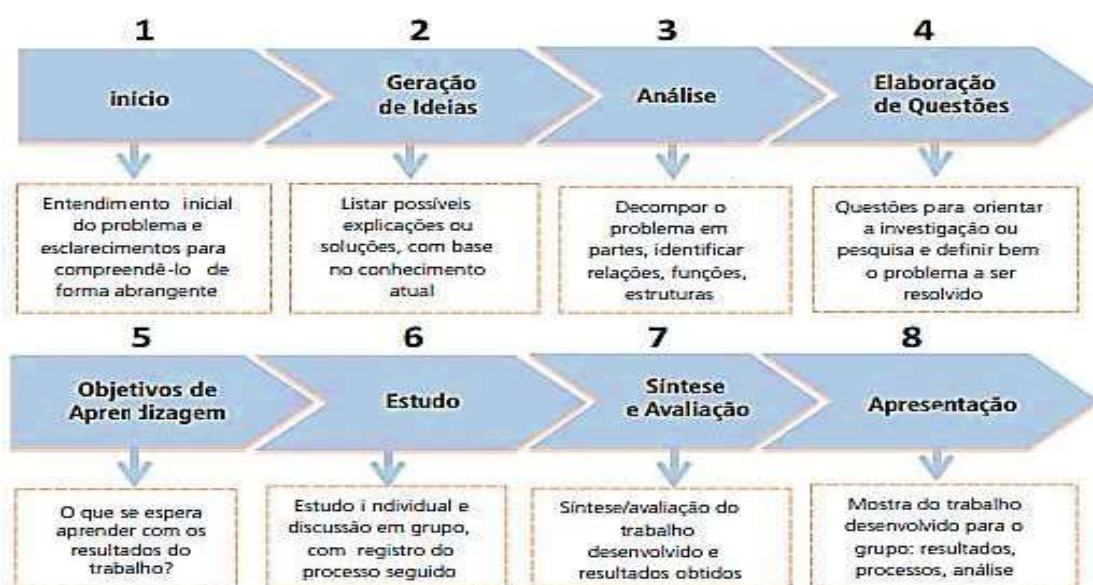 1 2 3 4
início
Geração
de Ideias
Análise
Elaboração
de Questões
Entendimento inicial
do problema e
esclarecimentos para
compreendê-lo de
forma abrangente
Listar possíveis
explicações ou
soluções, com base
no conhecimento
atual
Decompor o
problema em
partes, identificar
relações, funções,
estruturas
Questões para orientar
a investigação ou
pesquisa e definir bem
o problema a ser
resolvido
5 6 7 8
Objetivos de
Aprendizagem
Estudo
Síntese
e Avaliação
Apresentação
O que se espera
aprender com os
resultados do
trabalho?
Estudo individual e
discussão em grupo,
com registro do
processo seguido
Síntese/avaliação do
trabalho
desenvolvido e
resultados obtidos
Mostra do trabalho
desenvolvido para o
grupo: resultados,
processos, análise